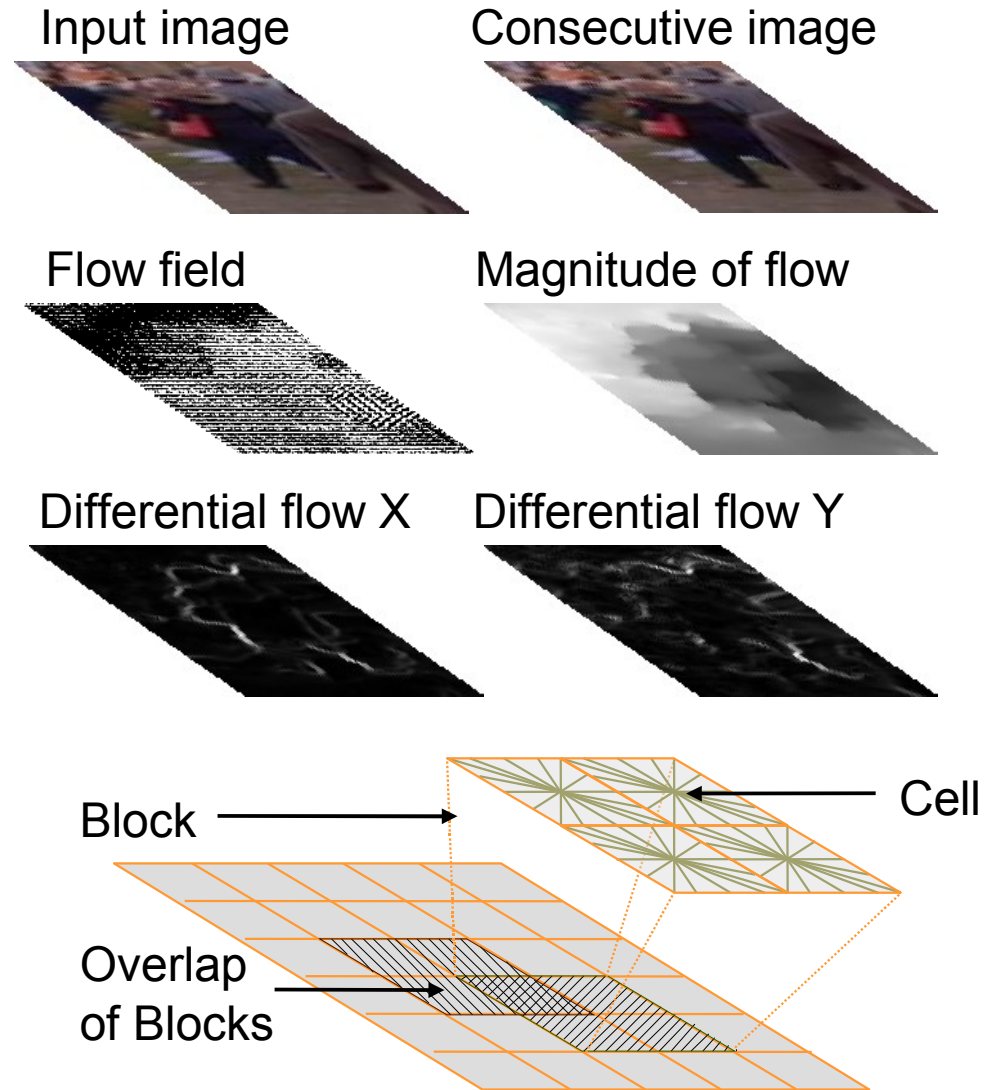 Input image
Consecutive image
Flow field
Magnitude of flow
Differential flow X
Differential flow Y
Block
Cell
Overlap
of Blocks